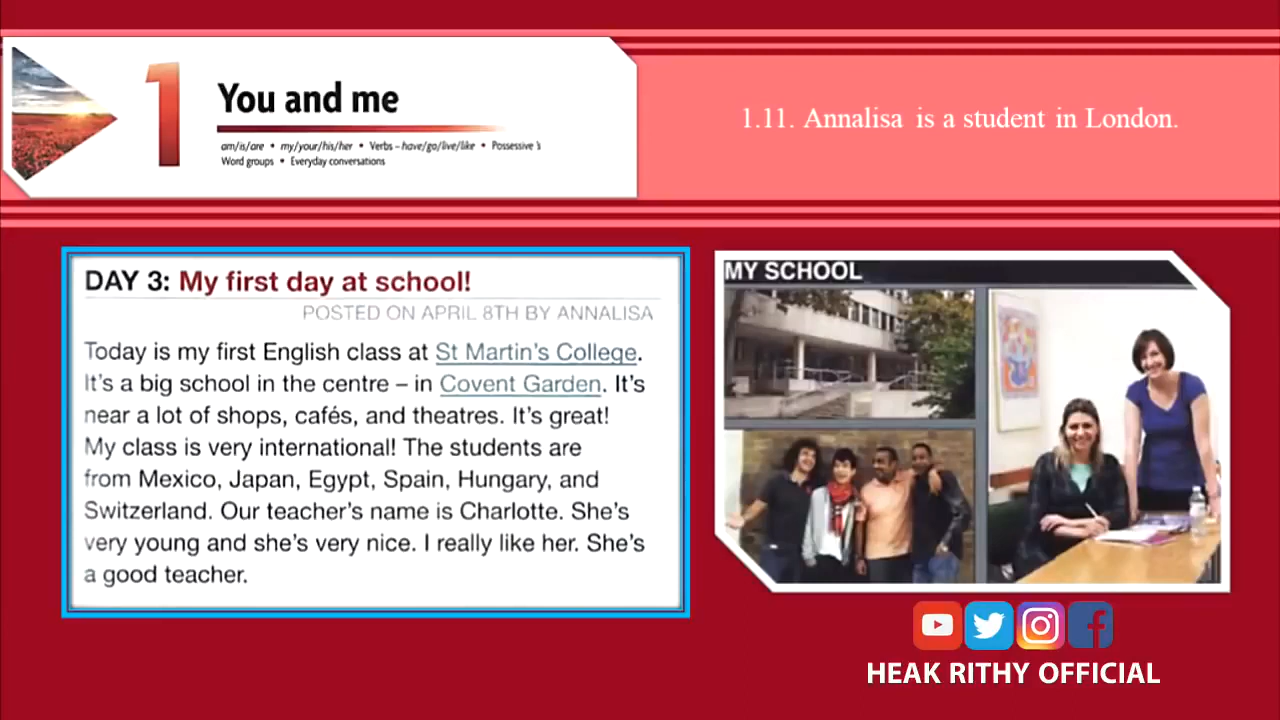 1
You and me
am/is/are • my/your/his/her • Verbs – have/go/live/like • Possessive 's
Word groups • Everyday conversations
1.11. Annalisa is a student in London.
DAY 3: My first day at school!
POSTED ON APRIL 8TH BY ANNALISA
Today is my first English class at St Martin's College.
It's a big school in the centre – in Covent Garden. It's
near a lot of shops, cafés, and theatres. It's great!
My class is very international! The students are
from Mexico, Japan, Egypt, Spain, Hungary, and
Switzerland. Our teacher's name is Charlotte. She's
very young and she's very nice. I really like her. She's
a good teacher.
MY SCHOOL
HEAK RITHY OFFICIAL